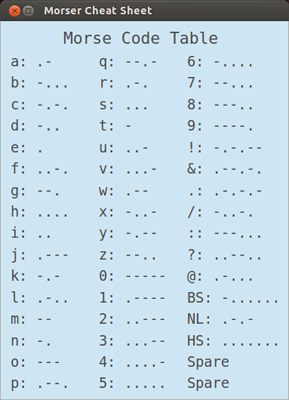 Morser Cheat Sheet
Morse Code Table
a: .- q: --.- 6: -....
b: -... r: .-. 7: --...
c: -.-. s: ... 8: ---..
d: -.. t: - 9: ----.
e: . u: ..- !: -.-.--
f: ..-. v: ...- &: .--.-.
g: --. w: .-- .: .-.-.-
h: .... x: -..- /: -..-.
i: .. y: -.-- :: ---...
j: .--- z: --.. ?: ..--..
k: -.- 0: ----- @: .-...
l: .-.. 1: .---- BS: -......
m: -- 2: ..--- NL: .-.-
n: -. 3: ...-- HS: .......
o: --- 4: ....- Spare
p: .--. 5: ..... Spare